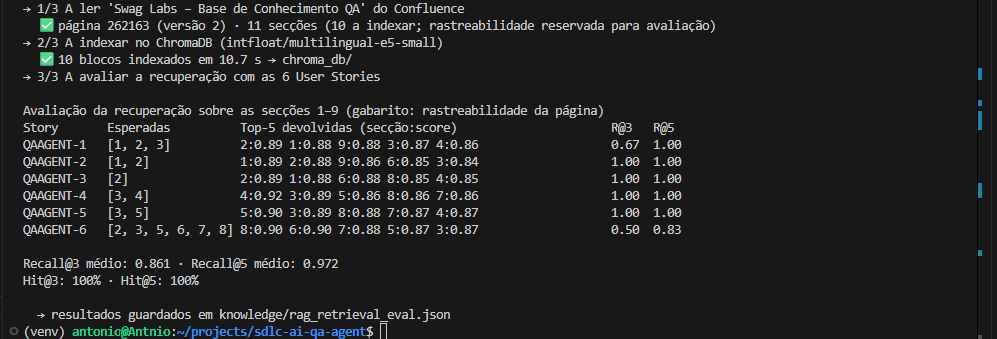 → 1/3 A ler 'Swag Labs – Base de Conhecimento QA' do Confluence
✅ página 262163 (versão 2) · 11 secções (10 a indexar; rastreabilidade reservada para avaliação)
→ 2/3 A indexar no ChromaDB (intfloat/multilingual-e5-small)
✅ 10 blocos indexados em 10.7 s → chroma_db/
→ 3/3 A avaliar a recuperação com as 6 User Stories
Avaliação da recuperação sobre as secções 1–9 (gabarito: rastreabilidade da página)
Story Esperadas Top-5 devolvidas (secção:score) R@3 R@5
QAAGENT-1 [1, 2, 3] 2:0.89 1:0.88 9:0.88 3:0.87 4:0.86 0.67 1.00
QAAGENT-2 [1, 2] 1:0.89 2:0.88 9:0.86 6:0.85 3:0.84 1.00 1.00
QAAGENT-3 [2] 2:0.89 1:0.88 6:0.88 8:0.85 4:0.85 1.00 1.00
QAAGENT-4 [3, 4] 4:0.92 3:0.89 5:0.86 8:0.86 7:0.86 1.00 1.00
QAAGENT-5 [3, 5] 5:0.90 3:0.89 8:0.88 7:0.87 4:0.87 1.00 1.00
QAAGENT-6 [2, 3, 5, 6, 7, 8] 8:0.90 6:0.90 7:0.88 5:0.87 3:0.87 0.50 0.83
Recall@3 médio: 0.861 · Recall@5 médio: 0.972
Hit@3: 100% · Hit@5: 100%
→ resultados guardados em knowledge/rag_retrieval_eval.json
(venv) antonio@Antnio:~/projects/sdlc-ai-qa-agent$